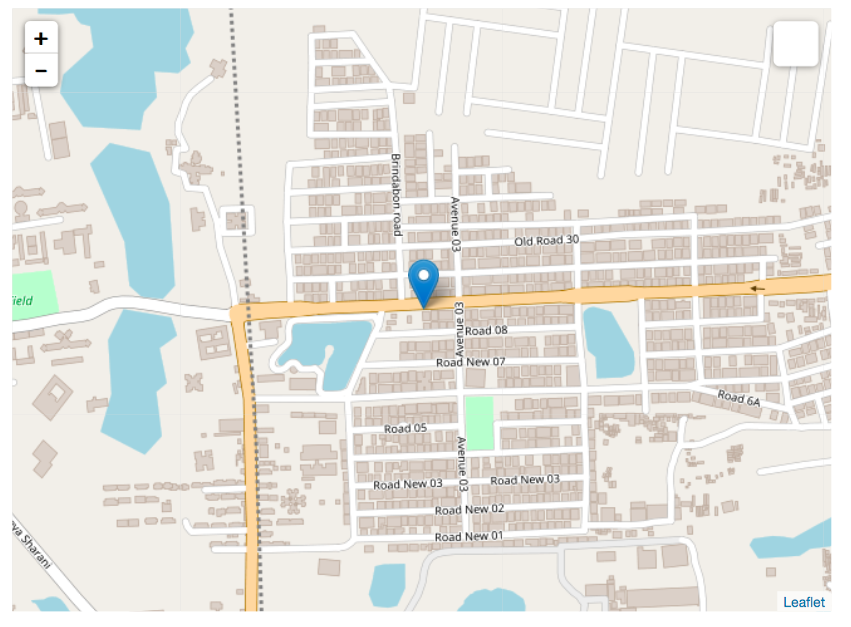 +
−
Brindabon road
Avenue 03
Old Road 30
ield
Avenue 03
Road 08
Road New 07
Road 6A
Road 05
Avenue 03
Road New 03
Road New 03
Road New 02
Road New 01
ya Sharani
Leaflet